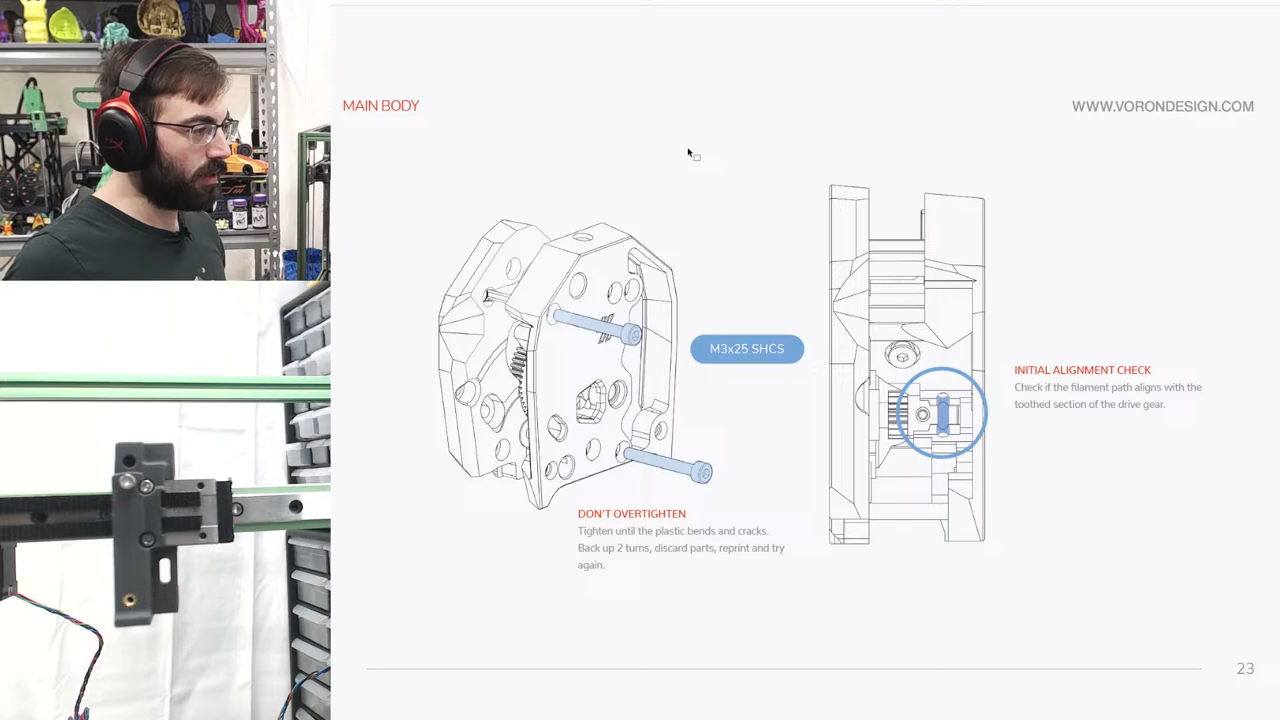 MAIN BODY
WWW.VORONDESIGN.COM
M3x25 SHCS
INITIAL ALIGNMENT CHECK
Check if the filament path aligns with the
toothed section of the drive gear.
DON'T OVERTIGHTEN
Tighten until the plastic bends and cracks.
Back up 2 turns, discard parts, reprint and try
again.
23